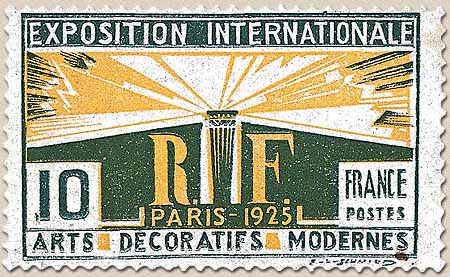 EXPOSITION INTERNATIONALE
R. F.
10
FRANCE
POSTES
PARIS-1925
ARTS DECORATIFS MODERNES